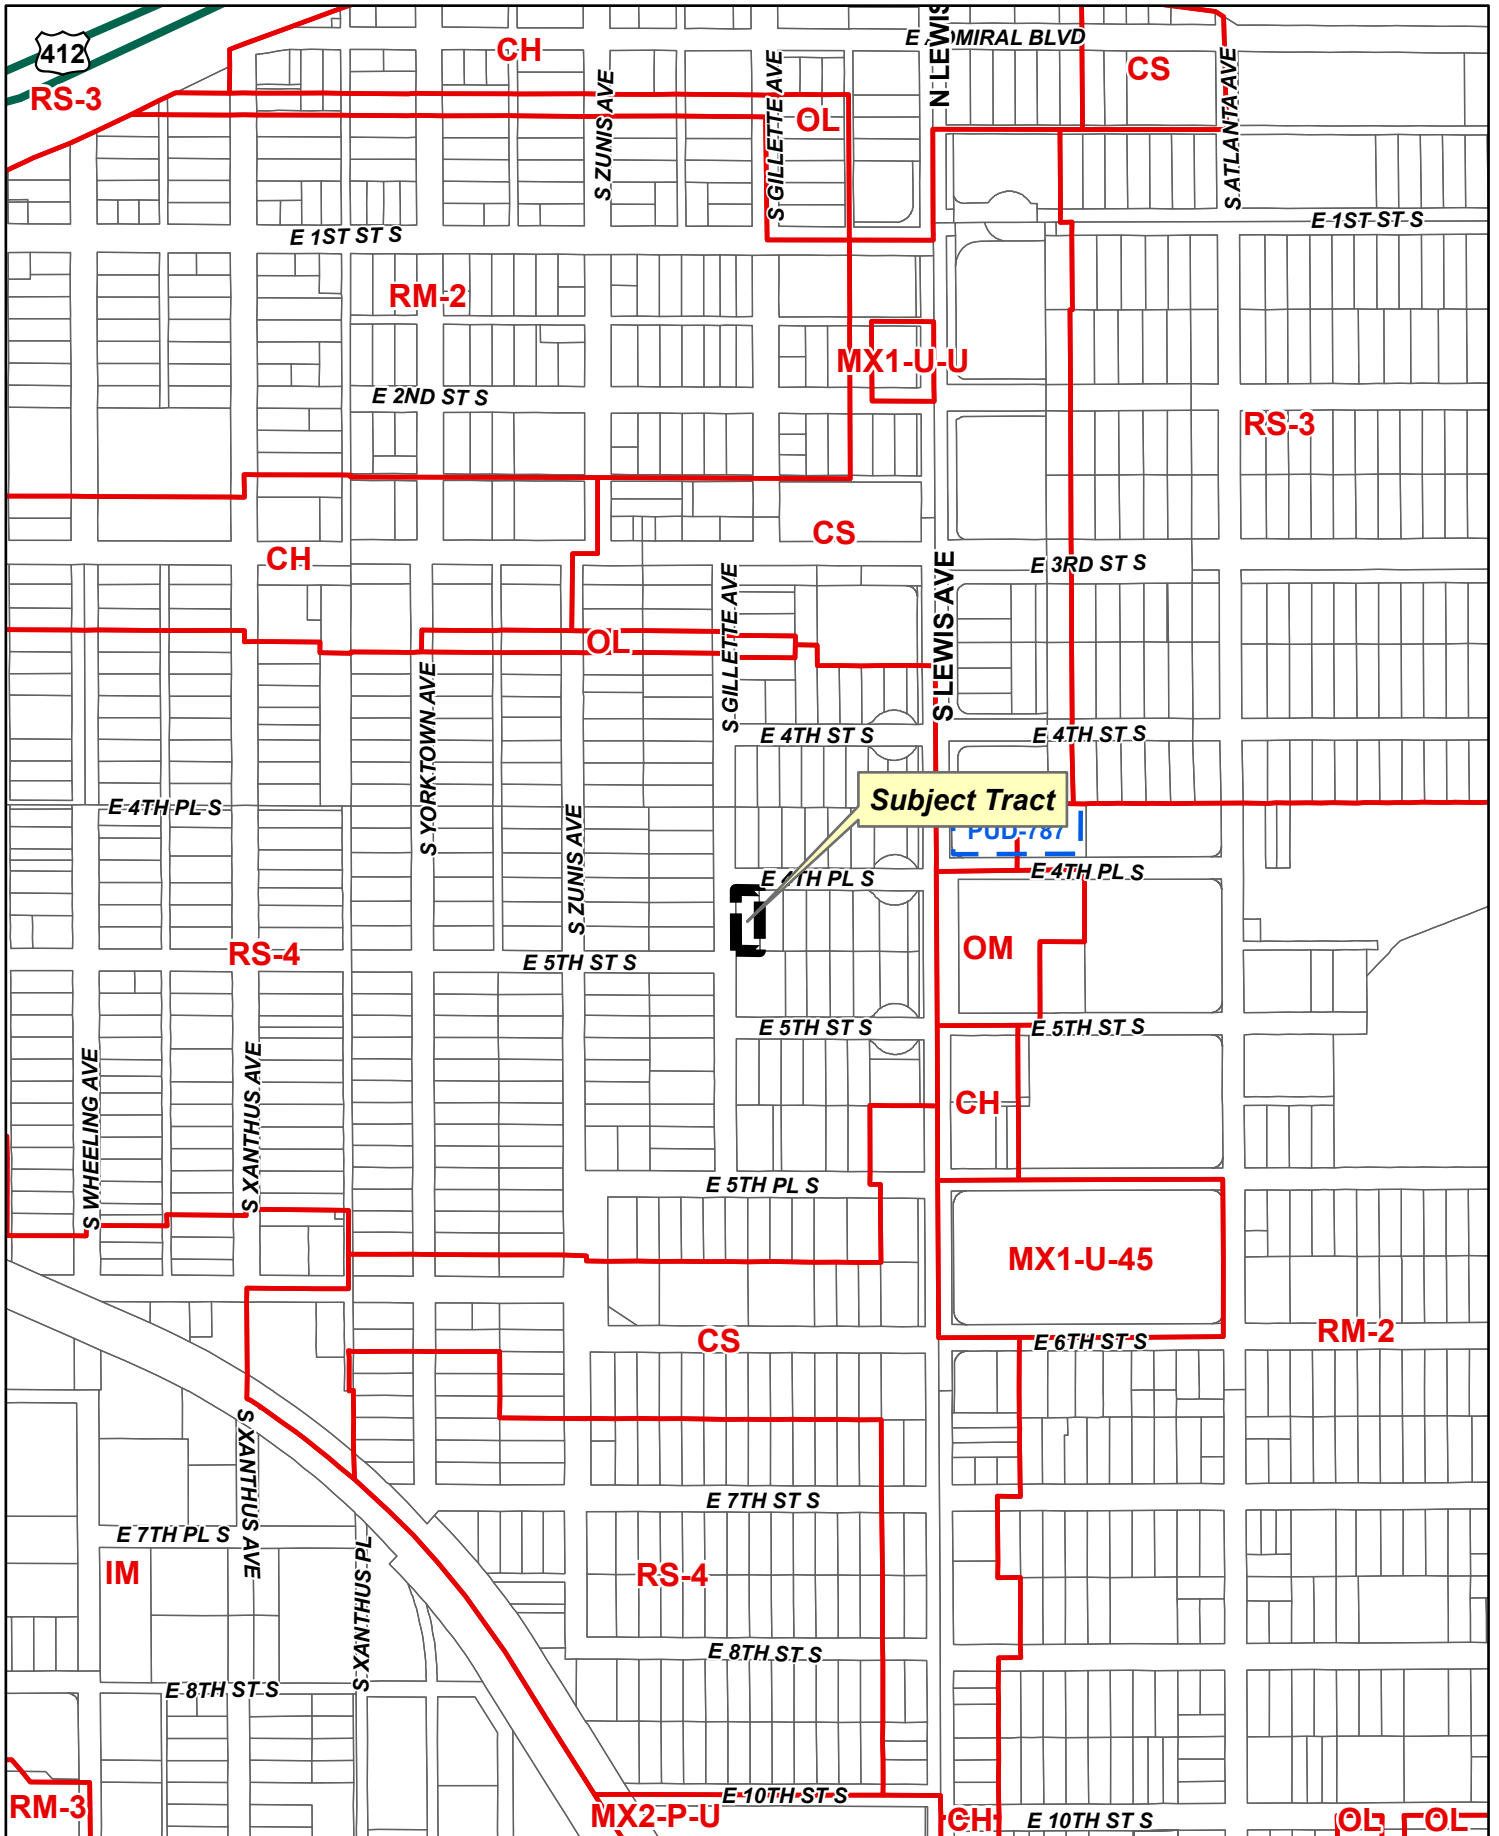 N LEWIS
E ADMIRAL BLVD
412
CH
CS
RS-3
S ZUNIS AVE
S GILLETTE AVE
OL
S ATLANTA AVE
E 1ST ST S
E 1ST ST S
RM-2
MX1-U-U
E 2ND ST S
RS-3
CS
CH
E 3RD ST S
S LEWIS AVE
S GILLETTE AVE
OL
S YORKTOWN AVE
E 4TH ST S
E 4TH ST S
Subject Tract
E 4TH PL S
PUD-787
S ZUNIS AVE
E 4TH PL S
E 4TH PL S
RS-4
OM
E 5TH ST S
E 5TH ST S
E 5TH ST S
S WHEELING AVE
S XANTHUS AVE
CH
E 5TH PL S
MX1-U-45
RM-2
CS
E 6TH ST S
S XANTHUS AVE
E 7TH ST S
E 7TH PL S
IM
S XANTHUS PL
RS-4
E 8TH ST S
E 8TH ST S
E 10TH ST S
RM-3
MX2-P-U
CH
E 10TH ST S
OL
OL